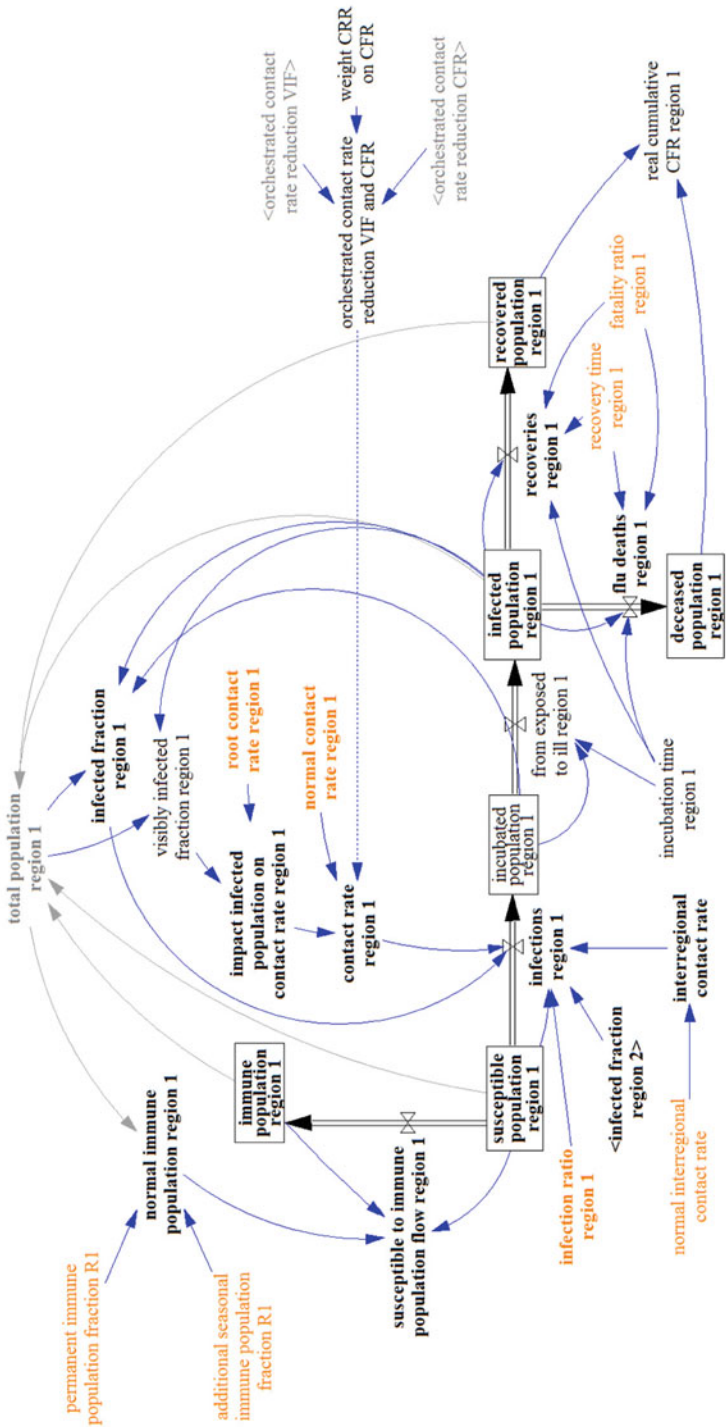 permanent immune
population fraction R1
additional seasonal
immune population
fraction R1
normal immune
population region 1
total population
region 1
susceptible to immune
population flow region 1
immune
population
region 1
infected fraction
region 1
visibly infected
fraction region 1
root contact
rate region 1
impact infected
population on
contact rate region 1
normal contact
rate region 1
contact rate
region 1
<orchestrated contact
rate reduction VIF>
weight CRR
on CFR
orchestrated contact rate
reduction VIF and CFR
<orchestrated contact
rate reduction CFR>
susceptible
population
region 1
infections
region 1
incubated
population
region 1
from exposed
to ill region 1
infected
population
region 1
recoveries
region 1
recovered
population
region 1
infection ratio
region 1
<infected fraction
region 2>
normal interregional
contact rate
interregional
contact rate
incubation time
region 1
flu deaths
region 1
recovery time
region 1
fatality ratio
region 1
deceased
population
region 1
real cumulative
CFR region 1